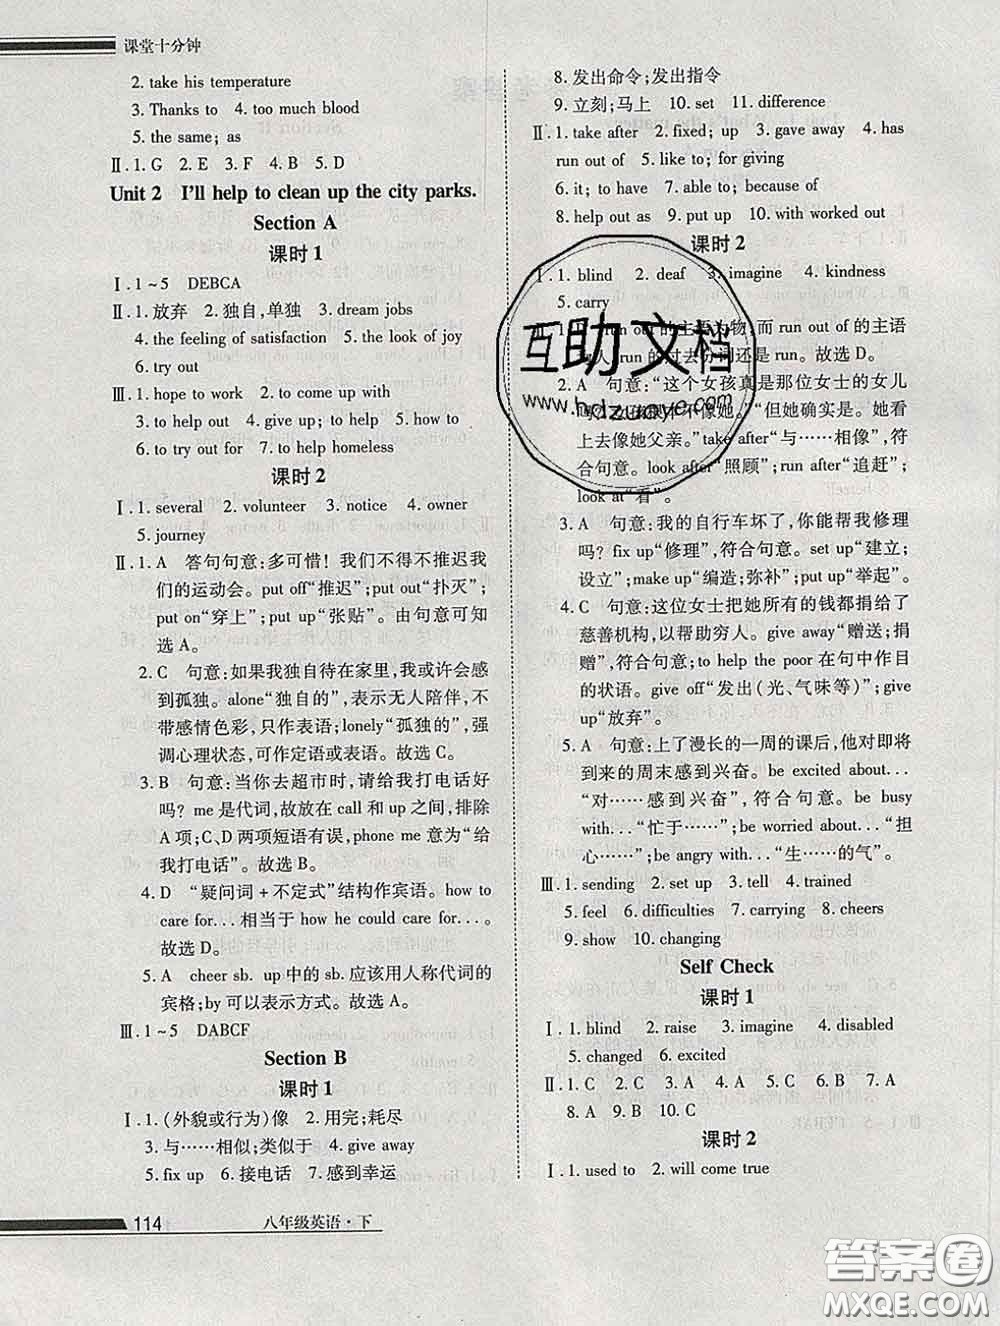 课堂十分钟
2. take his temperature
3. Thanks to 4. too much blood
5. the same; as
Ⅱ. 1. G 2. E 3. F 4. B 5. D
Unit 2 I'll help to clean up the city parks.
Section A
课时 1
Ⅰ. 1~5 DEBCA
Ⅱ. 1. 放弃 2. 独自,单独 3. dream jobs
4. the feeling of satisfaction 5. the look of joy
6. try out
Ⅲ. 1. hope to work 2. to come up with
3. to put off 4. give up; to help 5. how to
6. to try out for 7. to help homeless
课时 2
Ⅰ. 1. several 2. volunteer 3. notice 4. owner
5. journey
Ⅱ. 1. A 答句句意:多可惜! 我们不得不推迟我
们的运动会。put off“推迟”;put out“扑灭”;
put on“穿上”;put up“张贴”。由句意可知
选 A。
2. C 句意:如果我独自待在家里,我或许会感
到孤独。alone“独自的”,表示无人陪伴,不
带感情色彩,只作表语;lonely“孤独的”,强
调心理状态,可作定语或表语。故选 C。
3. B 句意:当你去超市时,请给我打电话好
吗? me 是代词,故放在 call 和 up 之间,排除
A 项;C、D 两项短语有误,phone me 意为“给
我打电话”。故选 B。
4. D “疑问词+不定式”结构作宾语。how to
care for... 相当于 how he could care for...。
故选 D。
5. A cheer sb. up 中的 sb. 应该用人称代词的
宾格;by 可以表示方式。故选 A。
Ⅲ. 1~5 DABCF
Section B
课时 1
Ⅰ. 1. (外貌或行为)像 2. 用完;耗尽
3. 与……相似;类似于 4. give away
5. fix up 6. 接电话 7. 感到幸运
114 八年级英语·下
8. 发出命令;发出指令
9. 立刻;马上 10. set 11. difference
Ⅱ. 1. take after 2. fixed; up 3. gave away 4. has
run out of 5. like to; for giving
6. it; to have 7. able to; because of
8. help out as 9. put up 10. with worked out
课时 2
Ⅰ. 1. blind 2. deaf 3. imagine 4. kindness
5. carry
run out 的主语为物,而 run out of 的主语
人,run 的过去分词还是 run。故选 D。
2. A 句意:“这个女孩真是那位女士的女儿
不像她。”“但她确实是。她看
上去像她父亲。”take after“与……相像”,符
合句意。look after“照顾”;run after“追赶”;
look at“看”。
3. A 句意:我的自行车坏了,你能帮我修理
吗? fix up“修理”,符合句意。set up“建立;
设立”;make up“编造;弥补”;put up“举起”。
4. C 句意:这位女士把她所有的钱都捐给了
慈善机构,以帮助穷人。give away“赠送;捐
赠”,符合句意;to help the poor 在句中作目
的状语。give off“发出(光、气味等)”;give
up“放弃”。
5. A 句意:上了漫长的一周的课后,他对即将
到来的周末感到兴奋。be excited about...
“对……感到兴奋”,符合句意。be busy
with...“忙于……”;be worried about...“担
心……”;be angry with...“生……的气”。
Ⅲ. 1. sending 2. set up 3. tell 4. trained
5. feel 6. difficulties 7. carrying 8. cheers
9. show 10. changing
Self Check
课时 1
Ⅰ. 1. blind 2. raise 3. imagine 4. disabled
5. changed 6. excited
Ⅱ. 1. C 2. C 3. A 4. A 5. C 6. B 7. A
8. A 9. B 10. C
课时 2
Ⅰ. 1. used to 2. will come true
互助文档
www.hdzuoye.com
答案圈
MXQE.COM